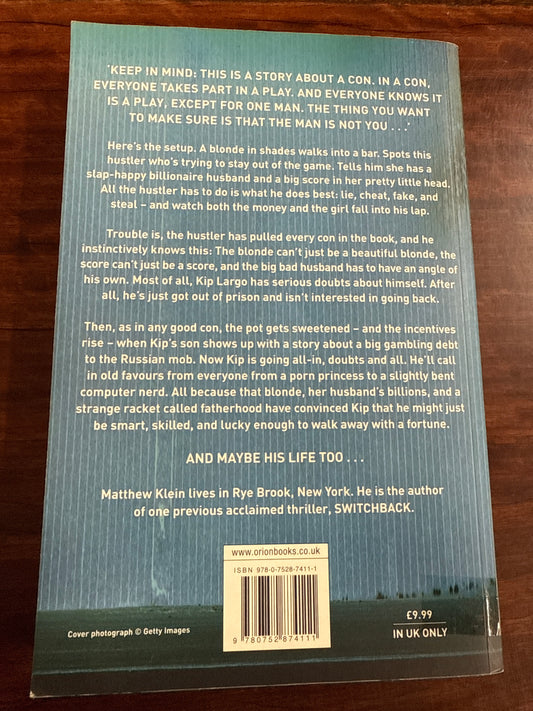 'KEEP IN MIND: THIS IS A STORY ABOUT A CON. IN A CON,
EVERYONE TAKES PART IN A PLAY. AND EVERYONE KNOWS IT
IS A PLAY, EXCEPT FOR ONE MAN. THE THING YOU WANT
TO MAKE SURE IS THAT THE MAN IS NOT YOU . . .'
Here's the setup. A blonde in shades walks into a bar. Spots this
hustler who's trying to stay out of the game. Tells him she has a
slap-happy billionaire husband and a big score in her pretty little head.
All the hustler has to do is what he does best: lie, cheat, fake, and
steal – and watch both the money and the girl fall into his lap.
Trouble is, the hustler has pulled every con in the book, and he
instinctively knows this: The blonde can't just be a beautiful blonde, the
score can't just be a score, and the big bad husband has to have an angle of
his own. Most of all, Kip Largo has serious doubts about himself. After
all, he's just got out of prison and isn't interested in going back.
Then, as in any good con, the pot gets sweetened – and the incentives
rise – when Kip's son shows up with a story about a big gambling debt
to the Russian mob. Now Kip is going all-in, doubts and all. He'll call
in old favours from everyone from a porn princess to a slightly bent
computer nerd. All because that blonde, her husband's billions, and a
strange racket called fatherhood have convinced Kip that he might just
be smart, skilled, and lucky enough to walk away with a fortune.
AND MAYBE HIS LIFE TOO . . .
Matthew Klein lives in Rye Brook, New York. He is the author
of one previous acclaimed thriller, SWITCHBACK.
www.orionbooks.co.uk
ISBN 978-0-7528-7411-1
9 780752 874111
£9.99
IN UK ONLY
Cover photograph © Getty Images